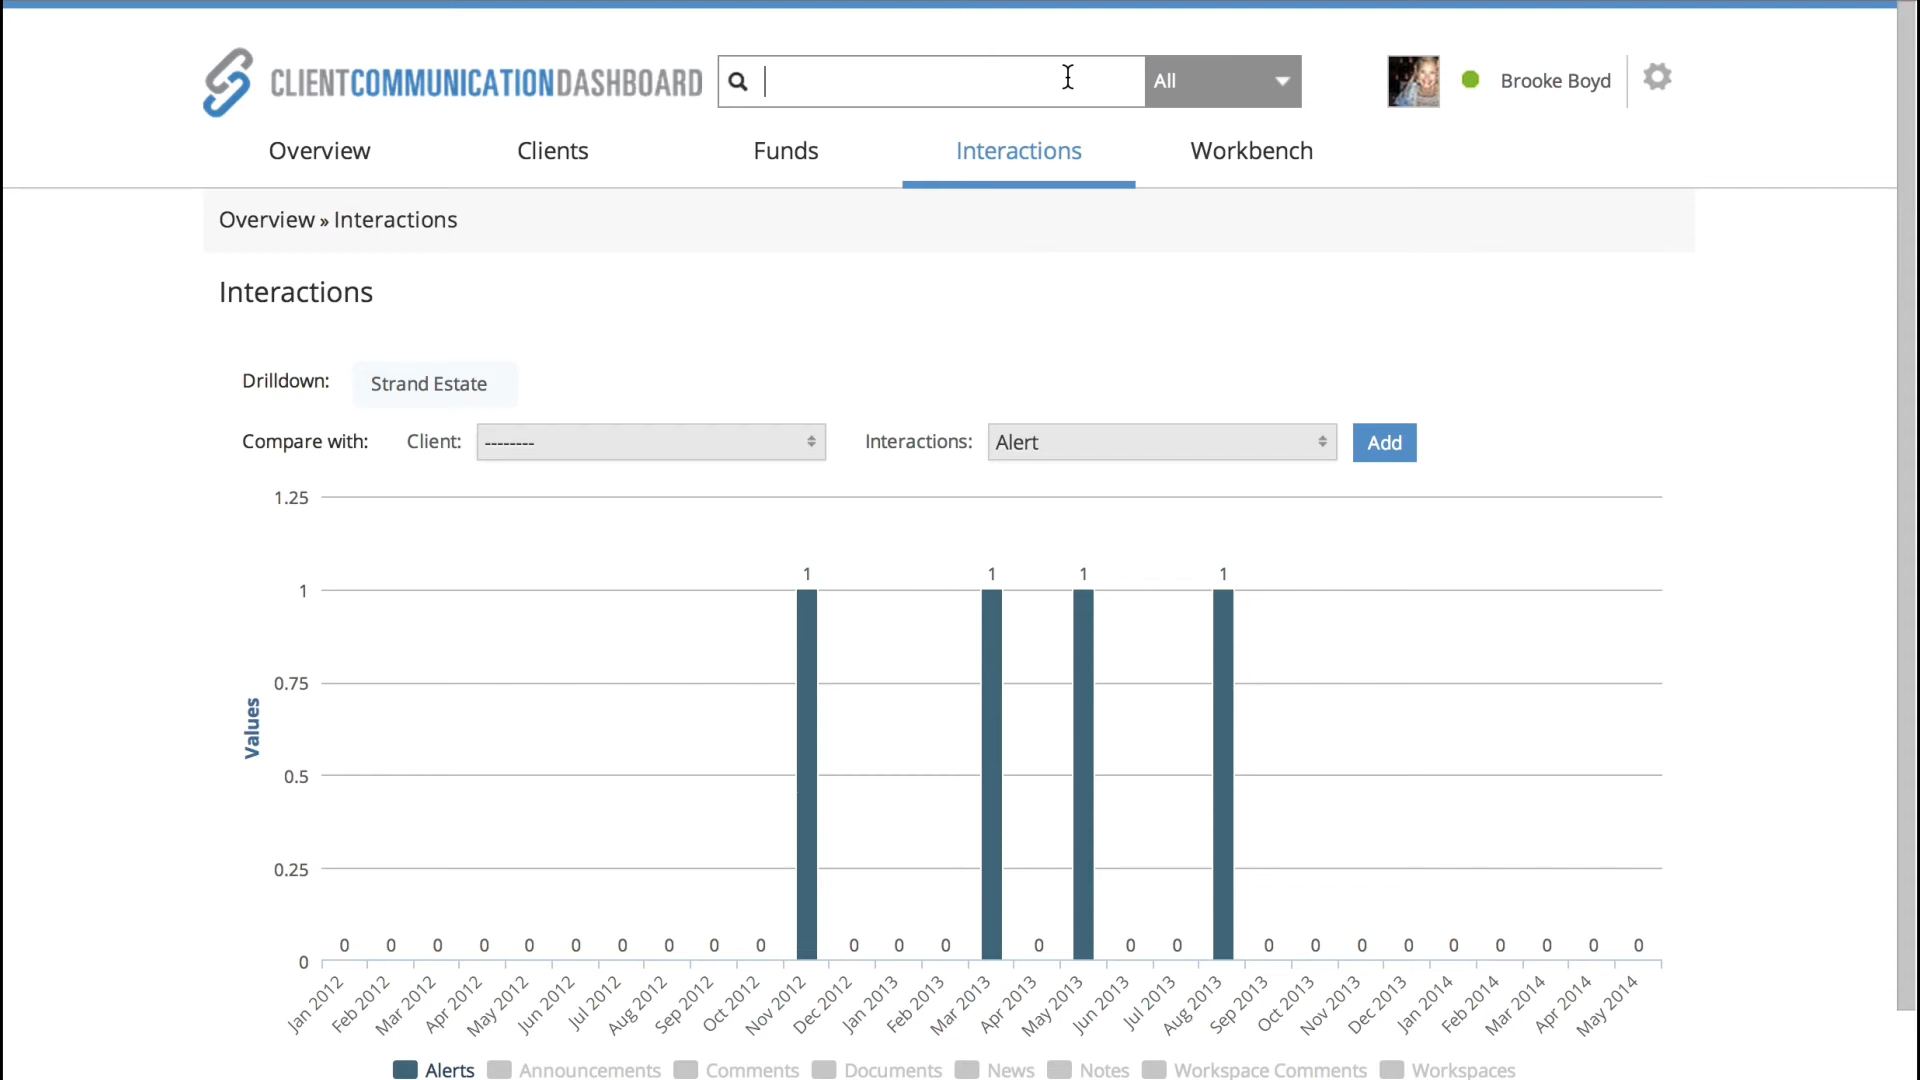 CLIENTCOMMUNICATIONDASHBOARD
All
Brooke Boyd
Overview
Clients
Funds
Interactions
Workbench
Overview » Interactions
Interactions
Drilldown: Strand Estate
Compare with: Client: -------- Interactions: Alert Add
1.25
1
0.75
0.5
0.25
0
Values
1 1 1 1
0 0 0 0 0 0 0 0 0 0 0 0 0 0 0 0 0 0 0 0 0 0 0 0 0
Jan 2012
Feb 2012
Mar 2012
Apr 2012
May 2012
Jun 2012
Jul 2012
Aug 2012
Sep 2012
Oct 2012
Nov 2012
Dec 2012
Jan 2013
Feb 2013
Mar 2013
Apr 2013
May 2013
Jun 2013
Jul 2013
Aug 2013
Sep 2013
Oct 2013
Nov 2013
Dec 2013
Jan 2014
Feb 2014
Mar 2014
Apr 2014
May 2014
Alerts Announcements Comments Documents News Notes Workspace Comments Workspaces